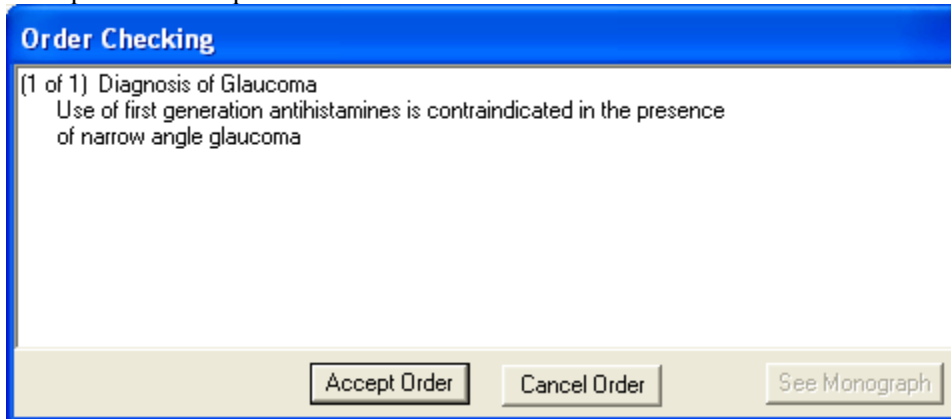 Order Checking
(1 of 1) Diagnosis of Glaucoma
Use of first generation antihistamines is contraindicated in the presence
of narrow angle glaucoma
Accept Order
Cancel Order
See Monograph